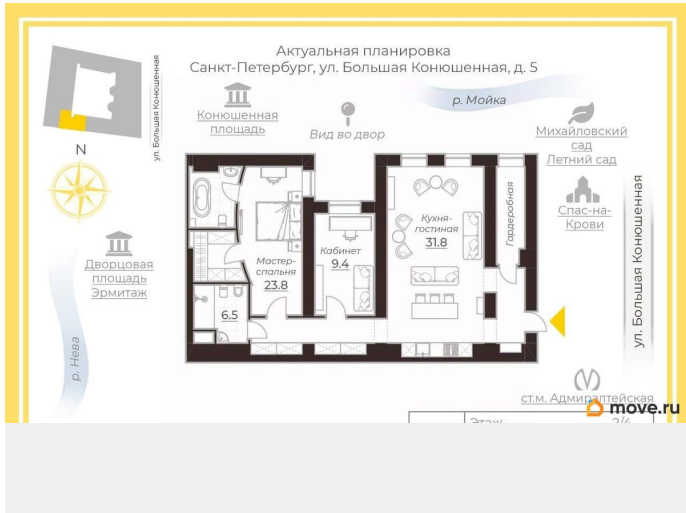 Актуальная планировка
Санкт-Петербург, ул. Большая Конюшенная, д. 5
ул. Большая Конюшенная
Конюшенная
площадь
Вид во двор
р. Мойка
Михайловский
сад
Летний сад
N
Спас-на-
Крови
Дворцовая
площадь
Эрмитаж
р. Нева
Мастер-
спальня
23.8
6.5
Кабинет
9.4
Кухня-
гостиная
31.8
Гардеробная
ул. Большая Конюшенная
ст.м. Адмиралтейская
move.ru
Этаж 2/4